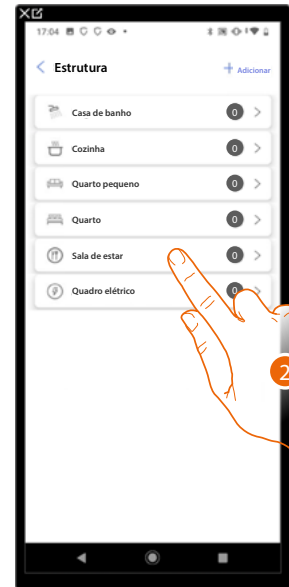 17:04
Estrutura
+ Adicionar
Casa de banho 0
Cozinha 0
Quarto pequeno 0
Quarto 0
Sala de estar 0
Quadro elétrico 0
2